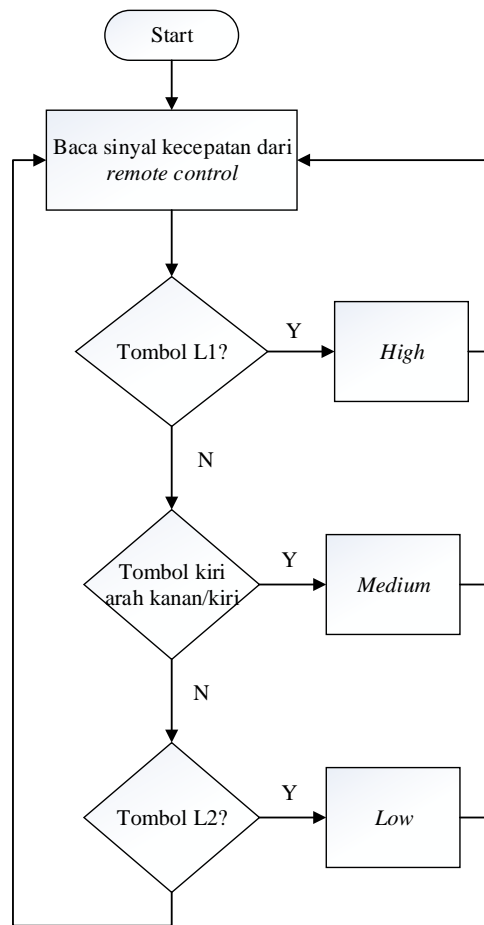 Start
Baca sinyal kecepatan dari
remote control
Tombol L1?
Y
High
N
Tombol kiri
arah kanan/kiri
Y
Medium
N
Tombol L2?
Y
Low